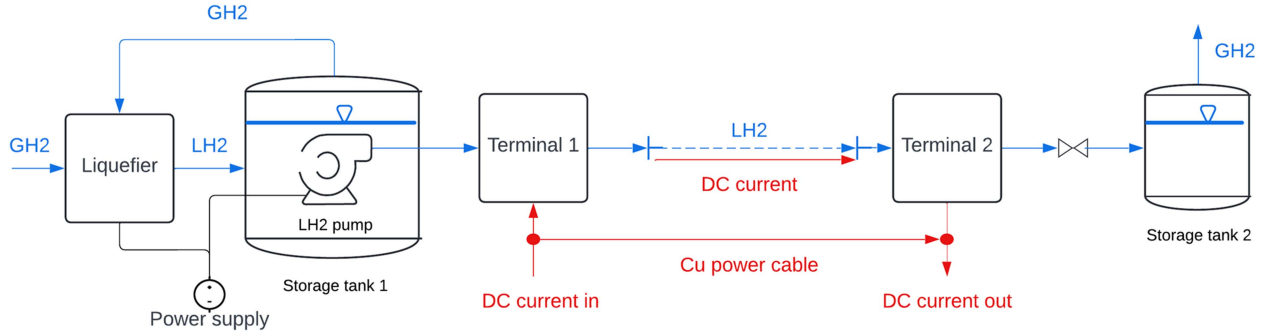 GH2
GH2
LH2
GH2
LH2
Liquefier
Terminal 1
Terminal 2
DC current
LH2 pump
Storage tank 2
Cu power cable
Storage tank 1
DC current in
DC current out
Power supply